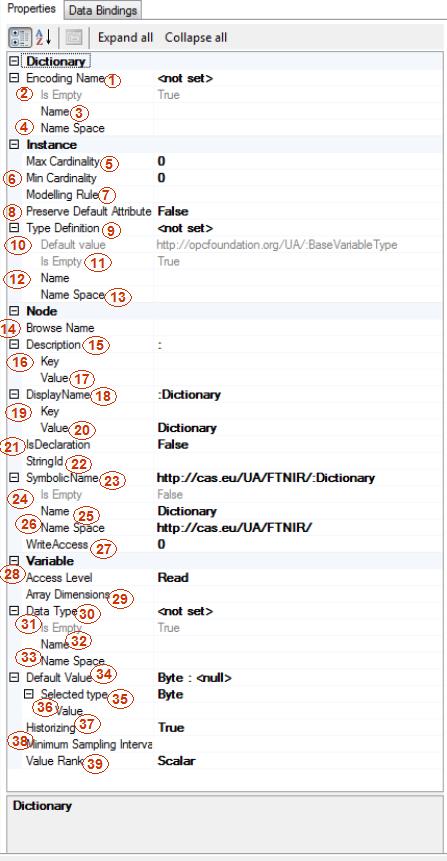 Properties Data Bindings
Expand all Collapse all
Dictionary
Encoding Name 1 <not set>
2 Is Empty True
Name 3
4 Name Space
Instance
Max Cardinality 5 0
6 Min Cardinality 0
Modelling Rule 7
8 Preserve Default Attribute False
Type Definition 9 <not set>
10 Default value http://opcfoundation.org/UA/:BaseVariableType
Is Empty 11 True
12 Name
Name Space 13
Node
14 Browse Name
Description 15 :
16 Key
Value 17
DisplayName 18 :Dictionary
19 Key
Value 20 Dictionary
21 IsDeclaration False
StringId 22
SymbolicName 23 http://cas.eu/UA/FTNIR/:Dictionary
24 Is Empty False
Name 25 Dictionary
26 Name Space http://cas.eu/UA/FTNIR/
WriteAccess 27 0
Variable
28 Access Level Read
Array Dimensions 29
Data Type 30 <not set>
31 Is Empty True
Name 32
33 Name Space
Default Value 34 Byte : <null>
Selected type 35 Byte
36 Value
Historizing 37 True
38 Minimum Sampling Interva
Value Rank 39 Scalar
Dictionary